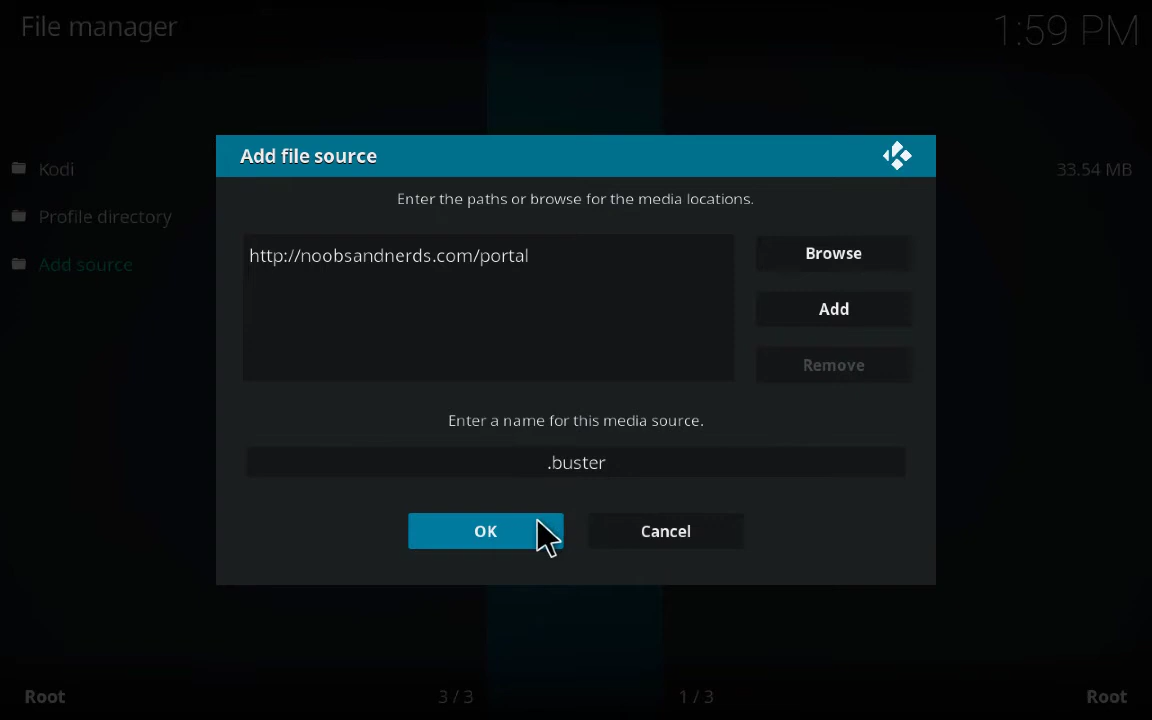 File manager
1:59 PM
Add file source
Enter the paths or browse for the media locations.
Kodi
33.54 MB
http://noobsandnerds.com/portal
Browse
Profile directory
Add source
Add
Remove
Enter a name for this media source.
.buster
OK
Cancel
Root
3 / 3
1 / 3
Root